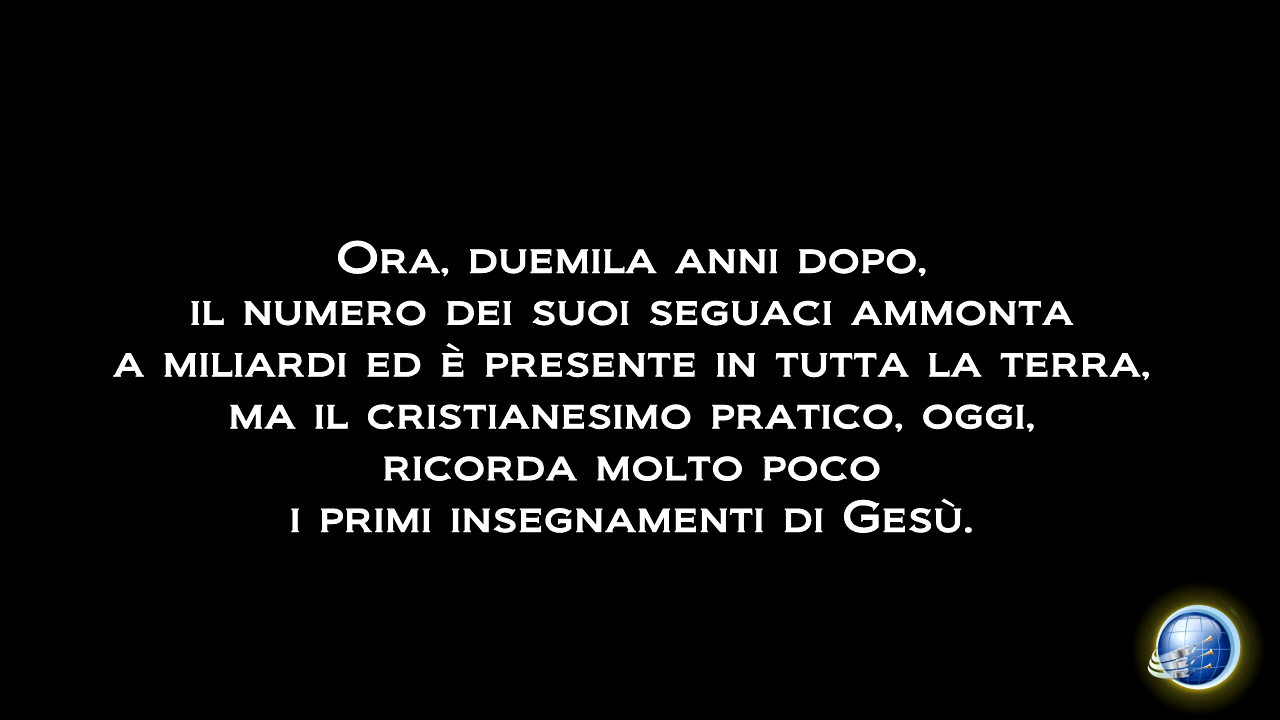 Ora, duemila anni dopo,
il numero dei suoi seguaci ammonta
a miliardi ed è presente in tutta la terra,
ma il cristianesimo pratico, oggi,
ricorda molto poco
i primi insegnamenti di Gesù.